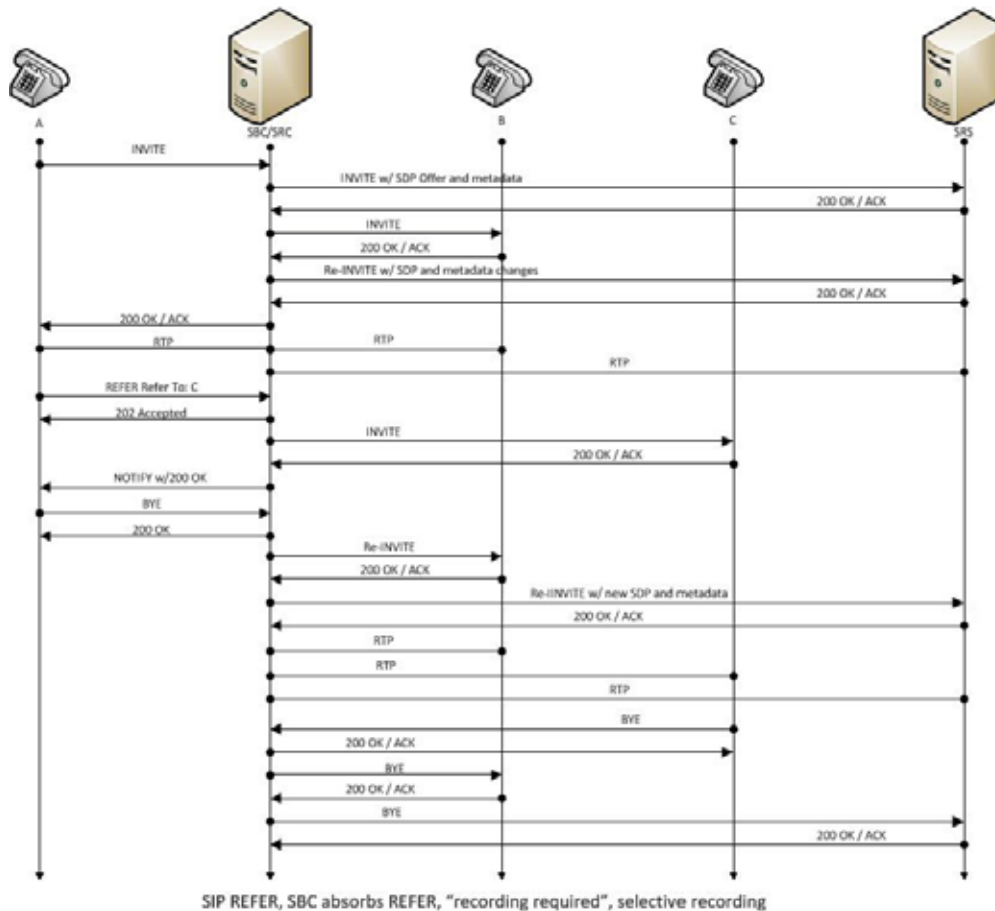 A
SBC/SRC
B
C
SRS
INVITE
INVITE w/ SDP Offer and metadata
200 OK / ACK
INVITE
200 OK / ACK
Re-INVITE w/ SDP and metadata changes
200 OK / ACK
200 OK / ACK
RTP
RTP
RTP
REFER Refer To: C
202 Accepted
INVITE
200 OK / ACK
NOTIFY w/200 OK
BYE
200 OK
Re-INVITE
200 OK / ACK
Re-IINVITE w/ new SDP and metadata
200 OK / ACK
RTP
RTP
RTP
BYE
200 OK / ACK
BYE
200 OK / ACK
BYE
200 OK / ACK
SIP REFER, SBC absorbs REFER, “recording required”, selective recording